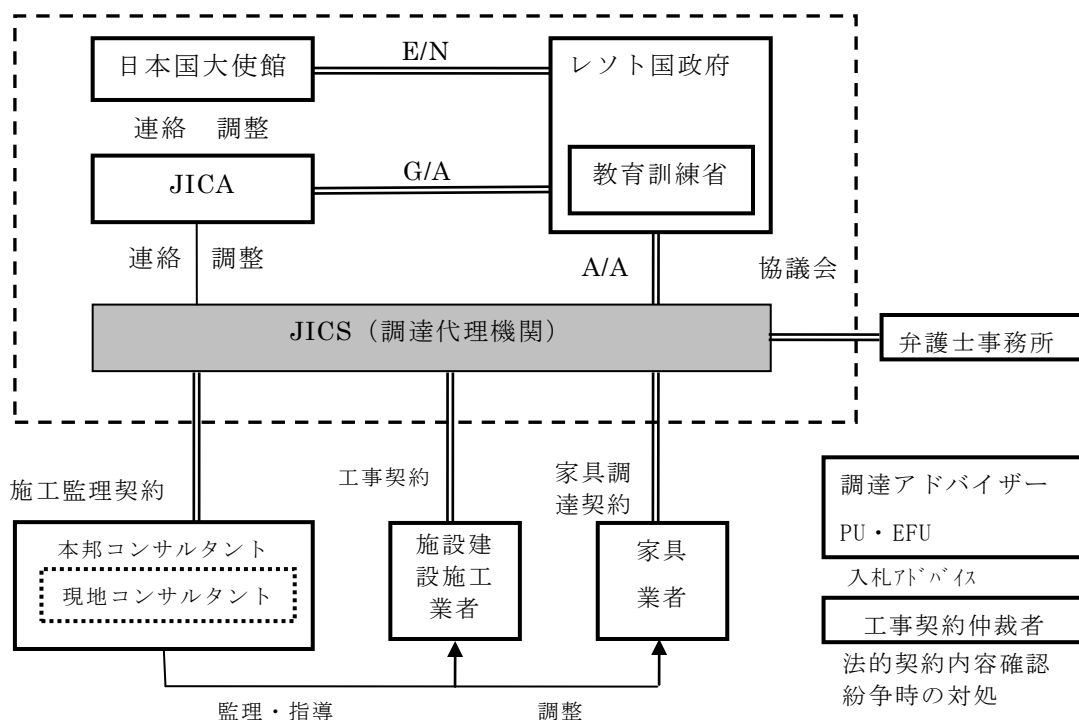 E/N
日本国大使館
レソト国政府
連絡 調整
G/A
JICA
教育訓練省
連絡 調整
A/A
協議会
JICS（調達代理機関）
弁護士事務所
施工監理契約
工事契約
家具調
達契約
本邦コンサルタント
現地コンサルタント
施設建
設施工
業者
家具
業者
調達アドバイザー
PU・EFU
入札ｱﾄﾞﾊﾞｲｽ
工事契約仲裁者
法的契約内容確認
紛争時の対処
監理・指導
調整